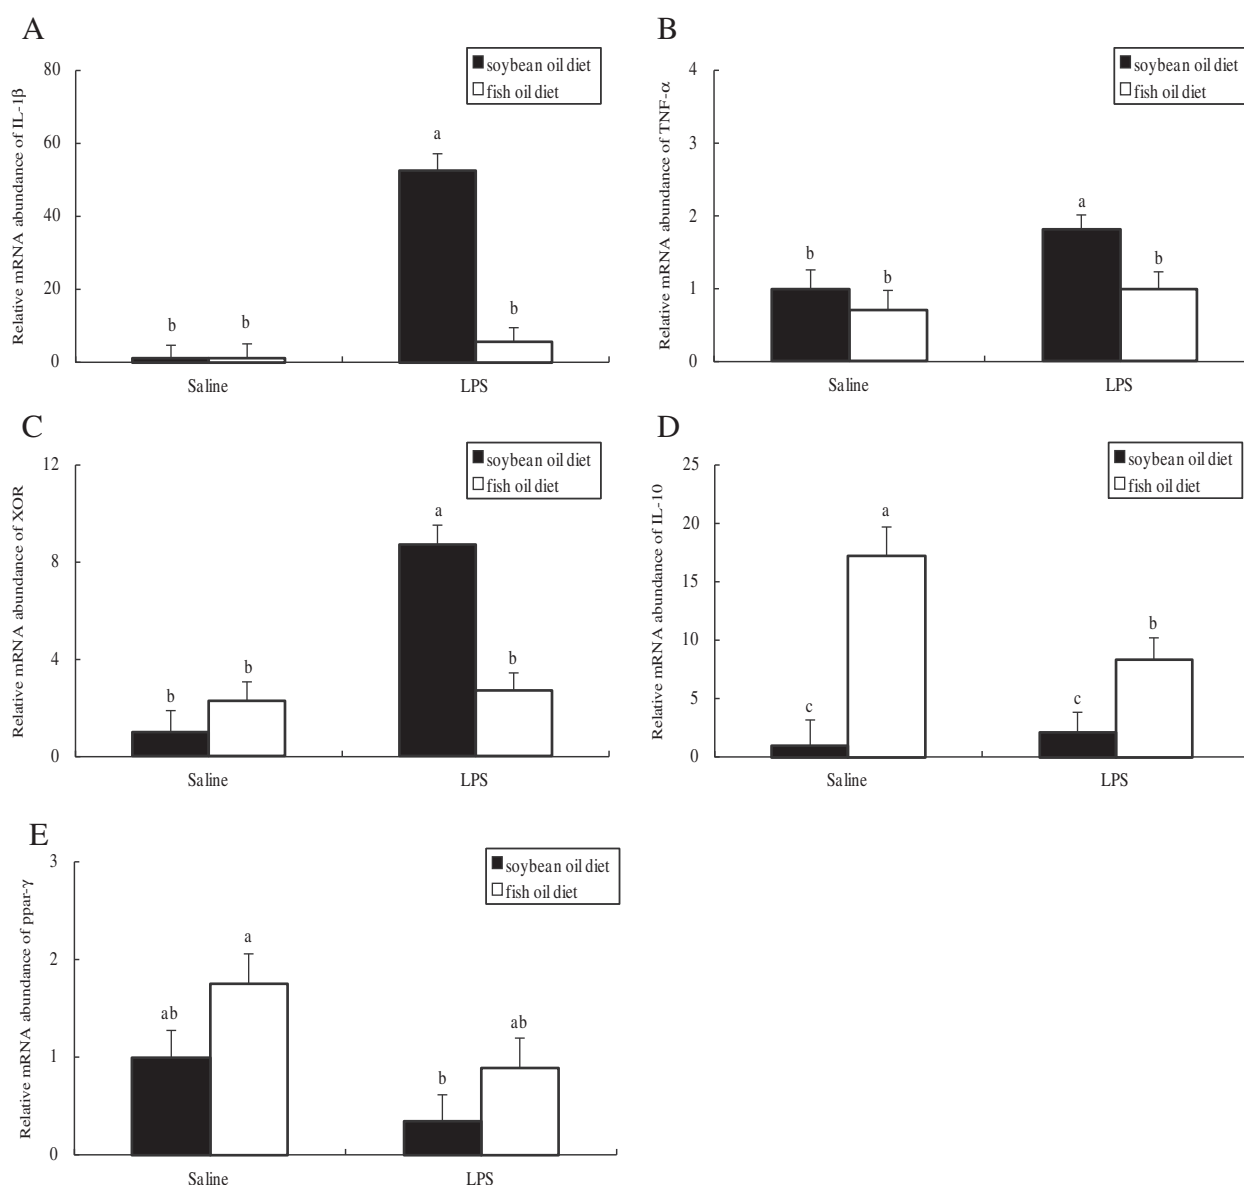 A
soybean oil diet
fish oil diet
Relative mRNA abundance of IL-1β
80
60
40
20
0
b
b
a
b
Saline
LPS
B
soybean oil diet
fish oil diet
Relative mRNA abundance of TNF-α
4
3
2
1
0
b
b
a
b
Saline
LPS
C
soybean oil diet
fish oil diet
Relative mRNA abundance of XOR
12
8
4
0
b
b
a
b
Saline
LPS
D
soybean oil diet
fish oil diet
Relative mRNA abundance of IL-10
25
20
15
10
5
0
c
a
c
b
Saline
LPS
E
soybean oil diet
fish oil diet
Relative mRNA abundance of ppar-γ
3
2
1
0
ab
a
b
ab
Saline
LPS